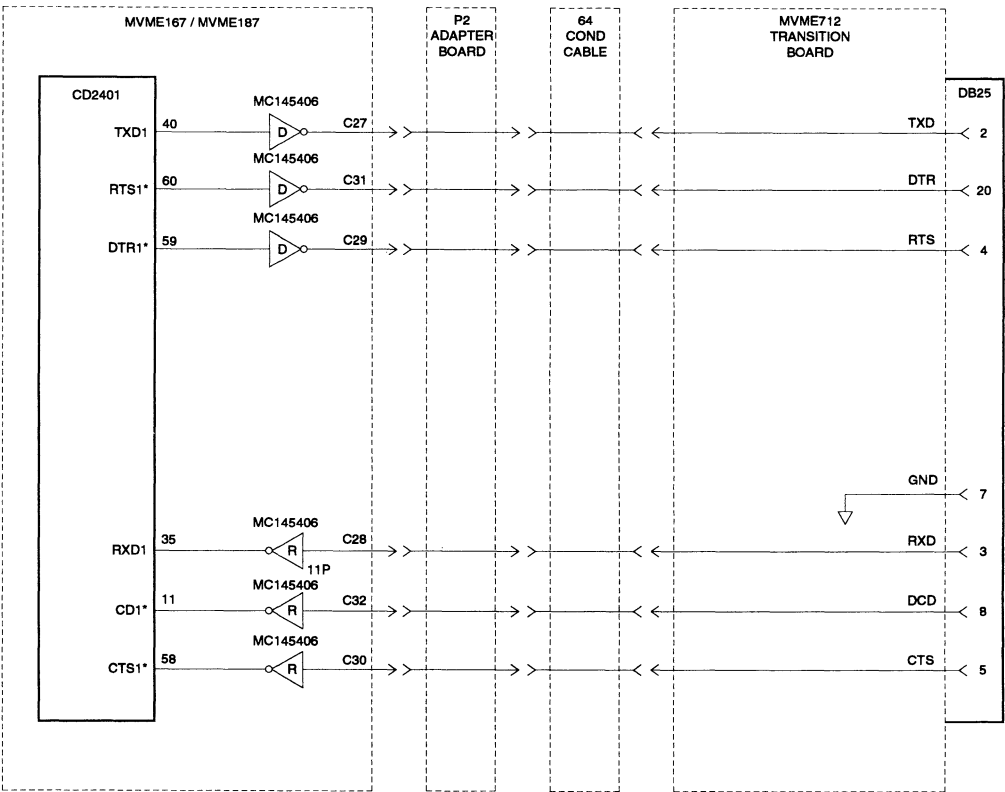 MVME167 / MVME187
P2
ADAPTER
BOARD
64
COND
CABLE
MVME712
TRANSITION
BOARD
CD2401
DB25
MC145406
TXD1 40 D C27 TXD 2
MC145406
RTS1* 60 D C31 DTR 20
MC145406
DTR1* 59 D C29 RTS 4
GND 7
MC145406
RXD1 35 R C28 RXD 3
11P
MC145406
CD1* 11 R C32 DCD 8
MC145406
CTS1* 58 R C30 CTS 5